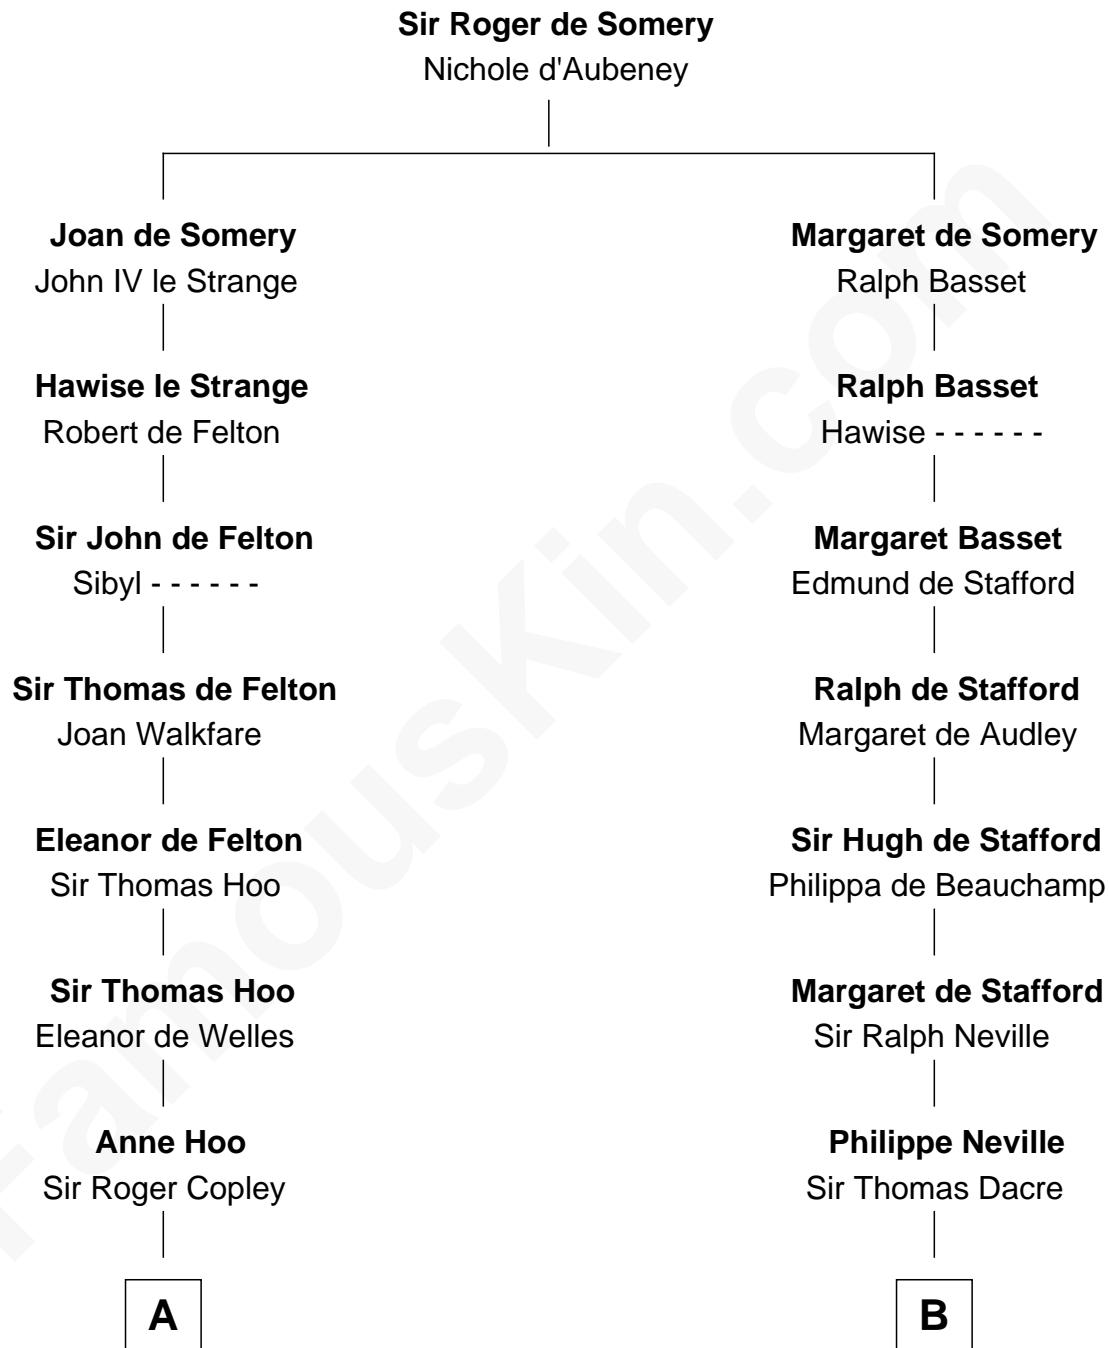 Sir Roger de Somery
Nichole d'Aubeney
Joan de Somery
John IV le Strange
Margaret de Somery
Ralph Basset
Hawise le Strange
Robert de Felton
Ralph Basset
Hawise - - - - - -
Sir John de Felton
Sibyl - - - - - -
Margaret Basset
Edmund de Stafford
Sir Thomas de Felton
Joan Walkfare
Ralph de Stafford
Margaret de Audley
Eleanor de Felton
Sir Thomas Hoo
Sir Hugh de Stafford
Philippa de Beauchamp
Sir Thomas Hoo
Eleanor de Welles
Margaret de Stafford
Sir Ralph Neville
Anne Hoo
Sir Roger Copley
Philippe Neville
Sir Thomas Dacre
A
B
FamousKin.com